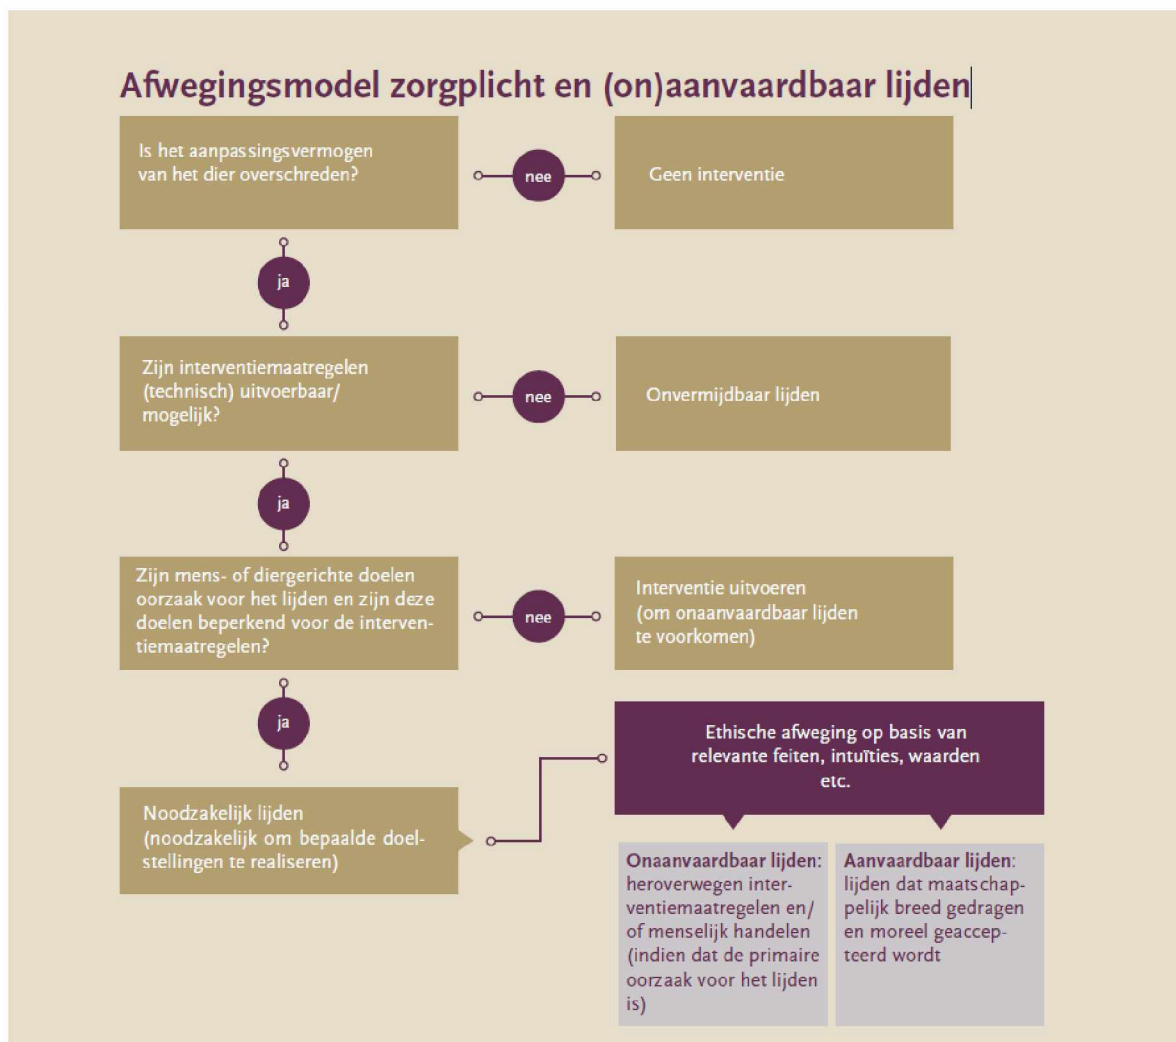 Afwegingsmodel zorgplicht en (on)aanvaardbaar lijden
Is het aanpassingsvermogen
van het dier overschreden?
nee
Geen interventie
ja
Zijn interventiemaatregelen
(technisch) uitvoerbaar/
mogelijk?
nee
Onvermijdbaar lijden
ja
Zijn mens- of diergerichte doelen
oorzaak voor het lijden en zijn deze
doelen beperkend voor de interven-
tiemaatregelen?
nee
Interventie uitvoeren
(om onaanvaardbaar lijden
te voorkomen)
ja
Noodzakelijk lijden
(noodzakelijk om bepaalde doel-
stellingen te realiseren)
Ethische afweging op basis van
relevante feiten, intuïties, waarden
etc.
Onaanvaardbaar lijden:
heroverwegen inter-
ventiemaatregelen en/
of menselijk handelen
(indien dat de primaire
oorzaak voor het lijden
is)
Aanvaardbaar lijden:
lijden dat maatschap-
pelijk breed gedragen
en moreel geaccep-
teerd wordt